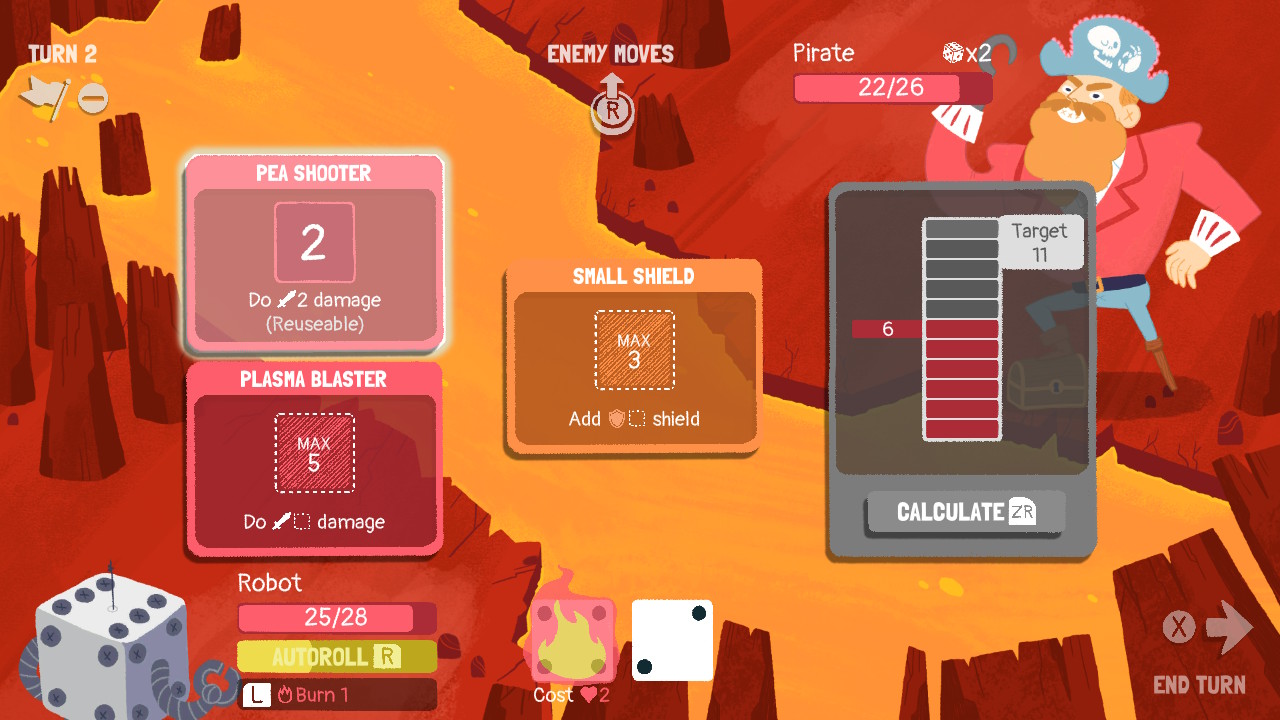 TURN 2
ENEMY MOVES
R
Pirate
x2
22/26
PEA SHOOTER
2
Do 2 damage
(Reuseable)
PLASMA BLASTER
MAX
5
Do damage
SMALL SHIELD
MAX
3
Add shield
Target
11
6
CALCULATE ZR
Robot
25/28
AUTOROLL R
L Burn 1
Cost 2
X
END TURN